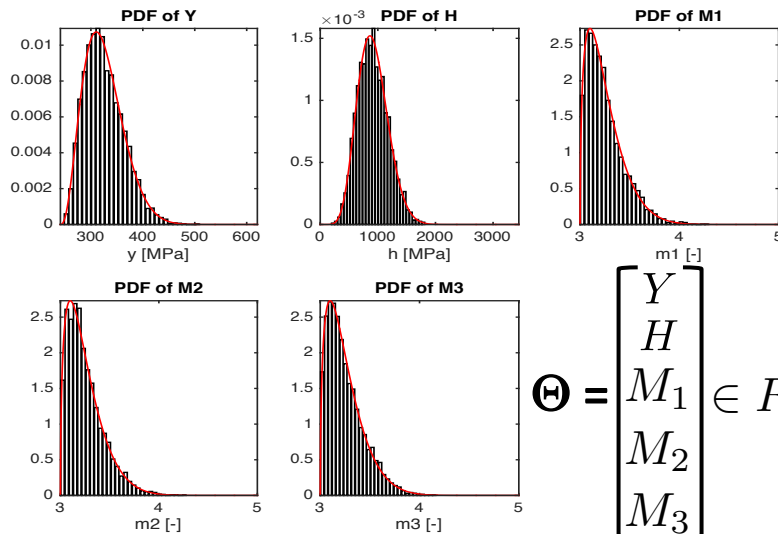 PDF of Y
0.01
0.008
0.006
0.004
0.002
0
300 400 500 600
y [MPa]
PDF of H
×10⁻³
1.5
1
0.5
0
0 1000 2000 3000
h [MPa]
PDF of M1
2.5
2
1.5
1
0.5
0
3 4 5
m1 [-]
PDF of M2
2.5
2
1.5
1
0.5
0
3 4 5
m2 [-]
PDF of M3
2.5
2
1.5
1
0.5
0
3 4 5
m3 [-]
Y
H
Θ = M₁ ∈
M₂
M₃